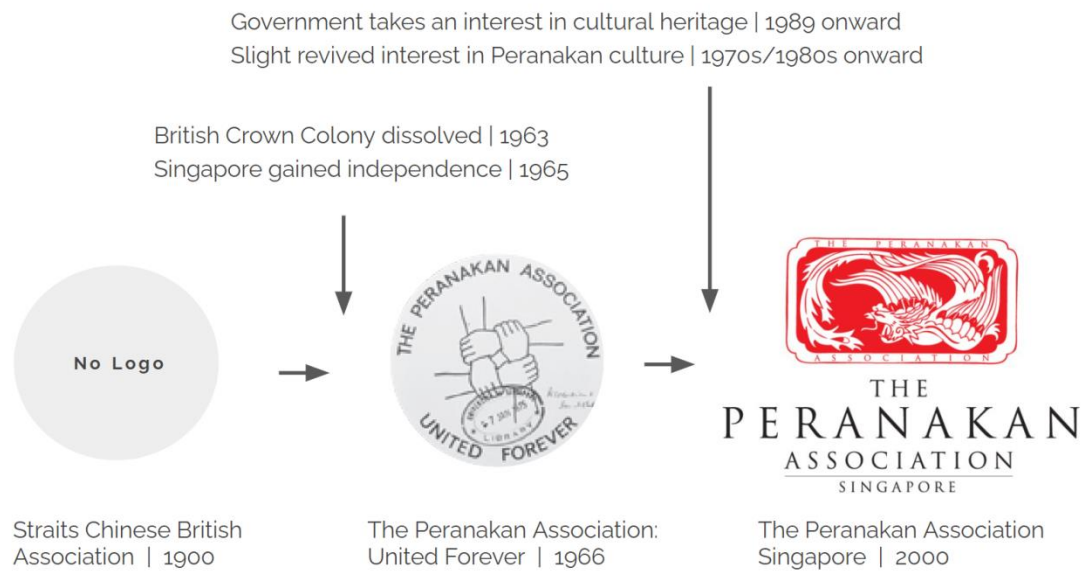 Government takes an interest in cultural heritage | 1989 onward
Slight revived interest in Peranakan culture | 1970s/1980s onward
British Crown Colony dissolved | 1963
Singapore gained independence | 1965
No Logo
THE PERANAKAN ASSOCIATION
LIBRARY
UNITED FOREVER
THE PERANAKAN
ASSOCIATION
THE
PERANAKAN
ASSOCIATION
SINGAPORE
Straits Chinese British
Association | 1900
The Peranakan Association:
United Forever | 1966
The Peranakan Association
Singapore | 2000